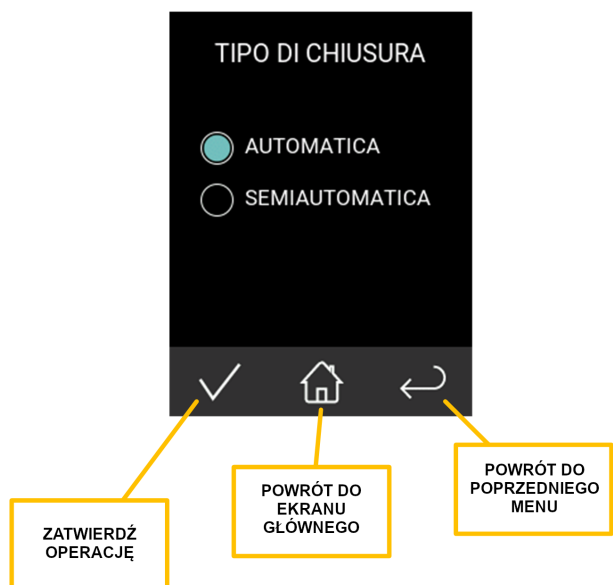 TIPO DI CHIUSURA
AUTOMATICA
SEMIAUTOMATICA
ZATWIERDŹ
OPERACJĘ
POWRÓT DO
EKRANU
GŁÓWNEGO
POWRÓT DO
POPRZEDNIEGO
MENU